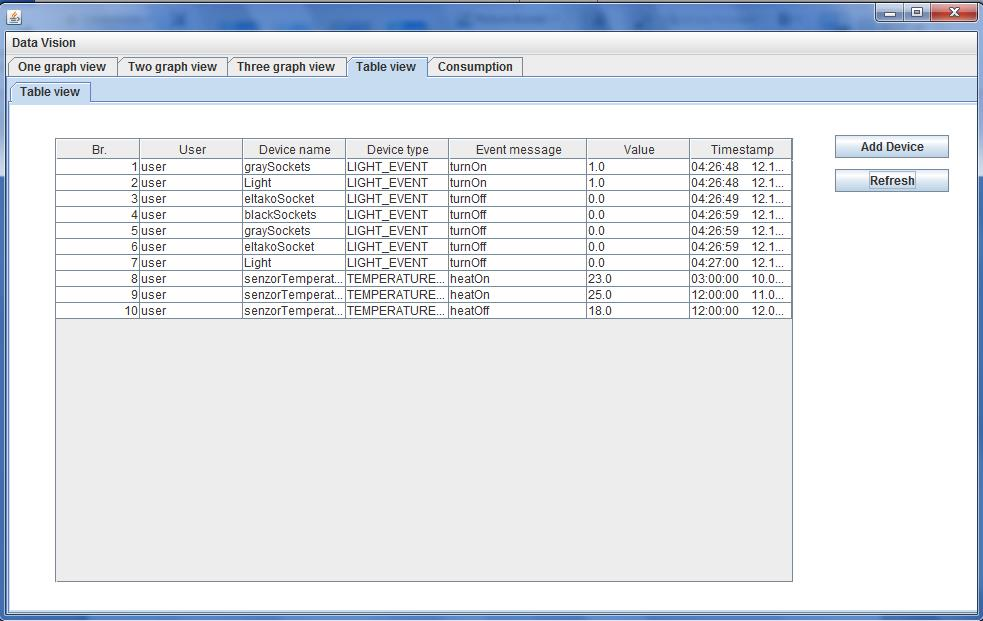 Data Vision
One graph view Two graph view Three graph view Table view Consumption
Table view
Br. User Device name Device type Event message Value Timestamp
1 user graySockets LIGHT_EVENT turnOn 1.0 04:26:48 12.1...
2 user Light LIGHT_EVENT turnOn 1.0 04:26:48 12.1...
3 user eltakoSocket LIGHT_EVENT turnOff 0.0 04:26:49 12.1...
4 user blackSockets LIGHT_EVENT turnOff 0.0 04:26:59 12.1...
5 user graySockets LIGHT_EVENT turnOff 0.0 04:26:59 12.1...
6 user eltakoSocket LIGHT_EVENT turnOff 0.0 04:26:59 12.1...
7 user Light LIGHT_EVENT turnOff 0.0 04:27:00 12.1...
8 user senzorTemperat... TEMPERATURE... heatOn 23.0 03:00:00 10.0...
9 user senzorTemperat... TEMPERATURE... heatOn 25.0 12:00:00 11.0...
10 user senzorTemperat... TEMPERATURE... heatOff 18.0 12:00:00 12.0...
Add Device
Refresh